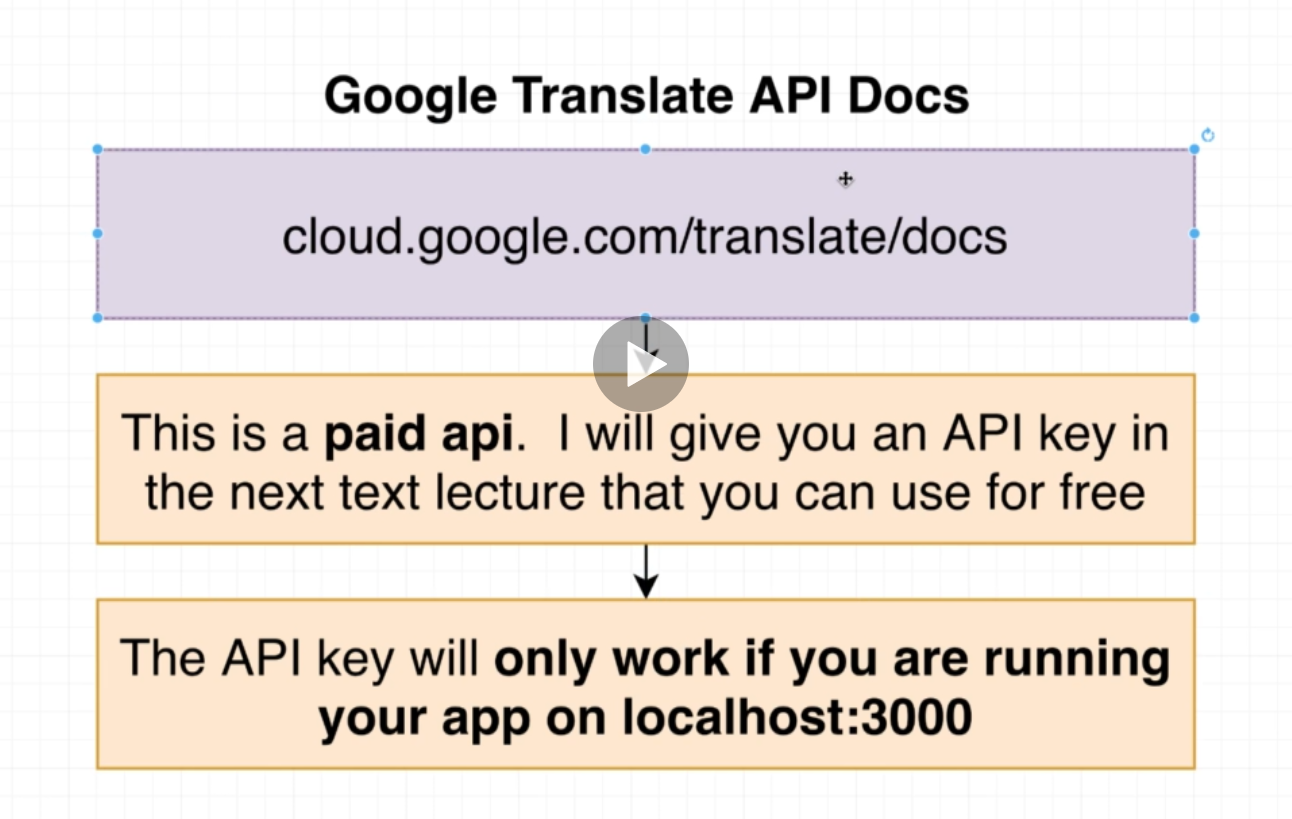 Google Translate API Docs
cloud.google.com/translate/docs
This is a paid api.  I will give you an API key in
the next text lecture that you can use for free
The API key will only work if you are running
your app on localhost:3000